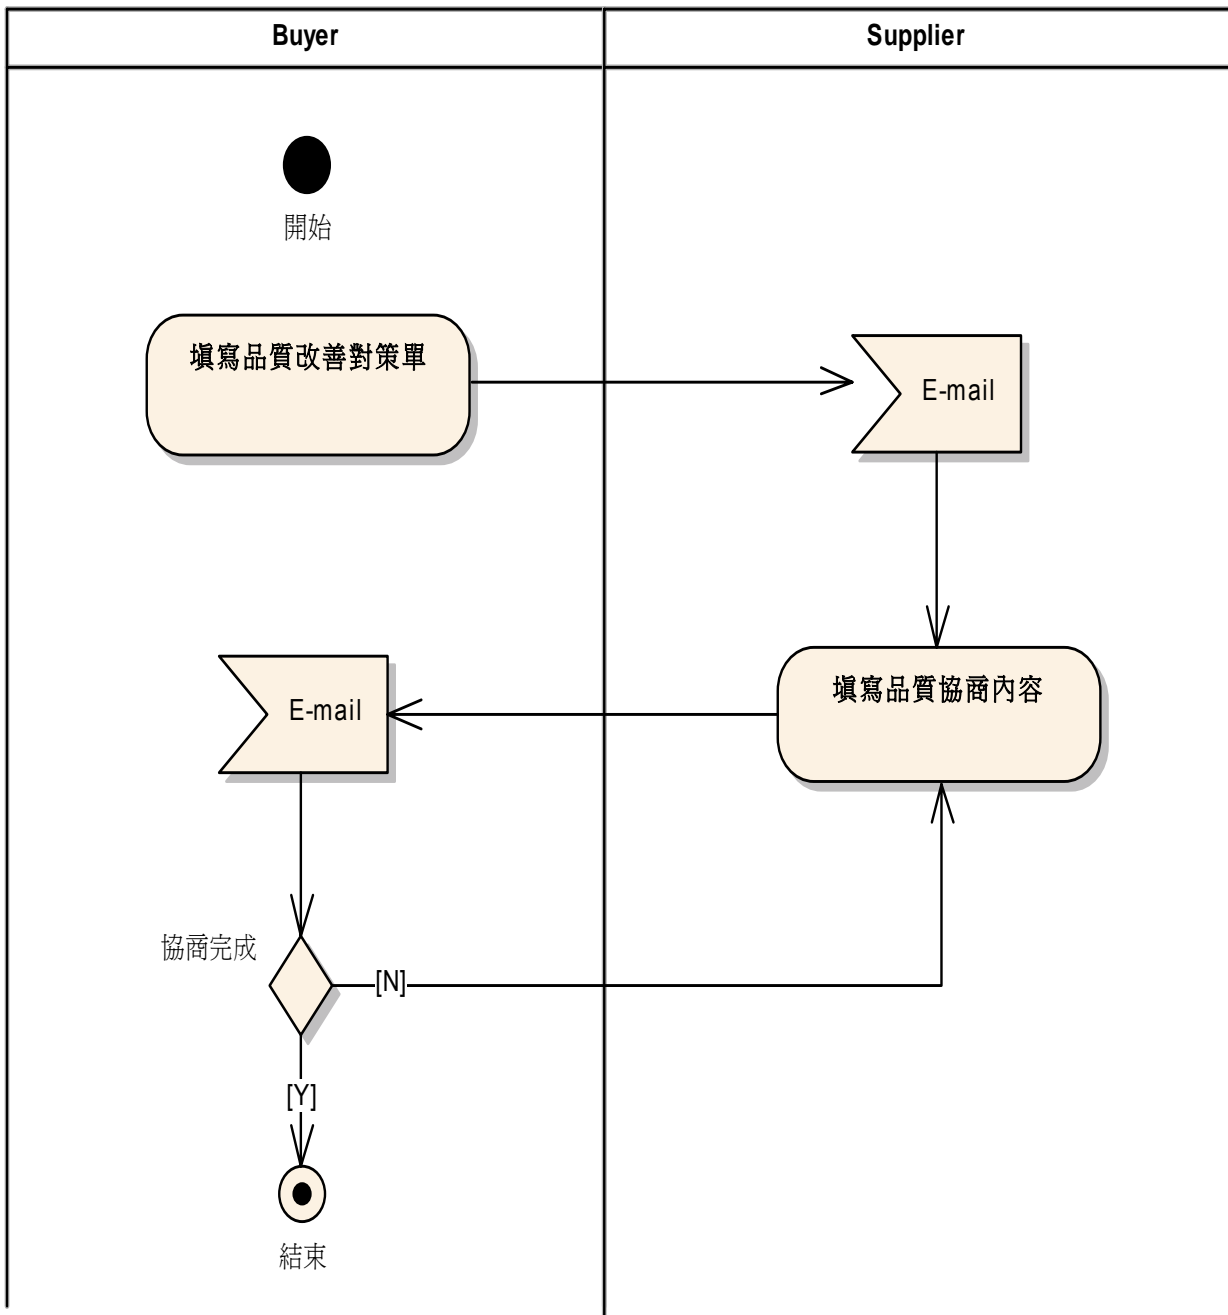 Buyer
Supplier
開始
填寫品質改善對策單
E-mail
填寫品質協商內容
E-mail
協商完成
[N]
[Y]
結束